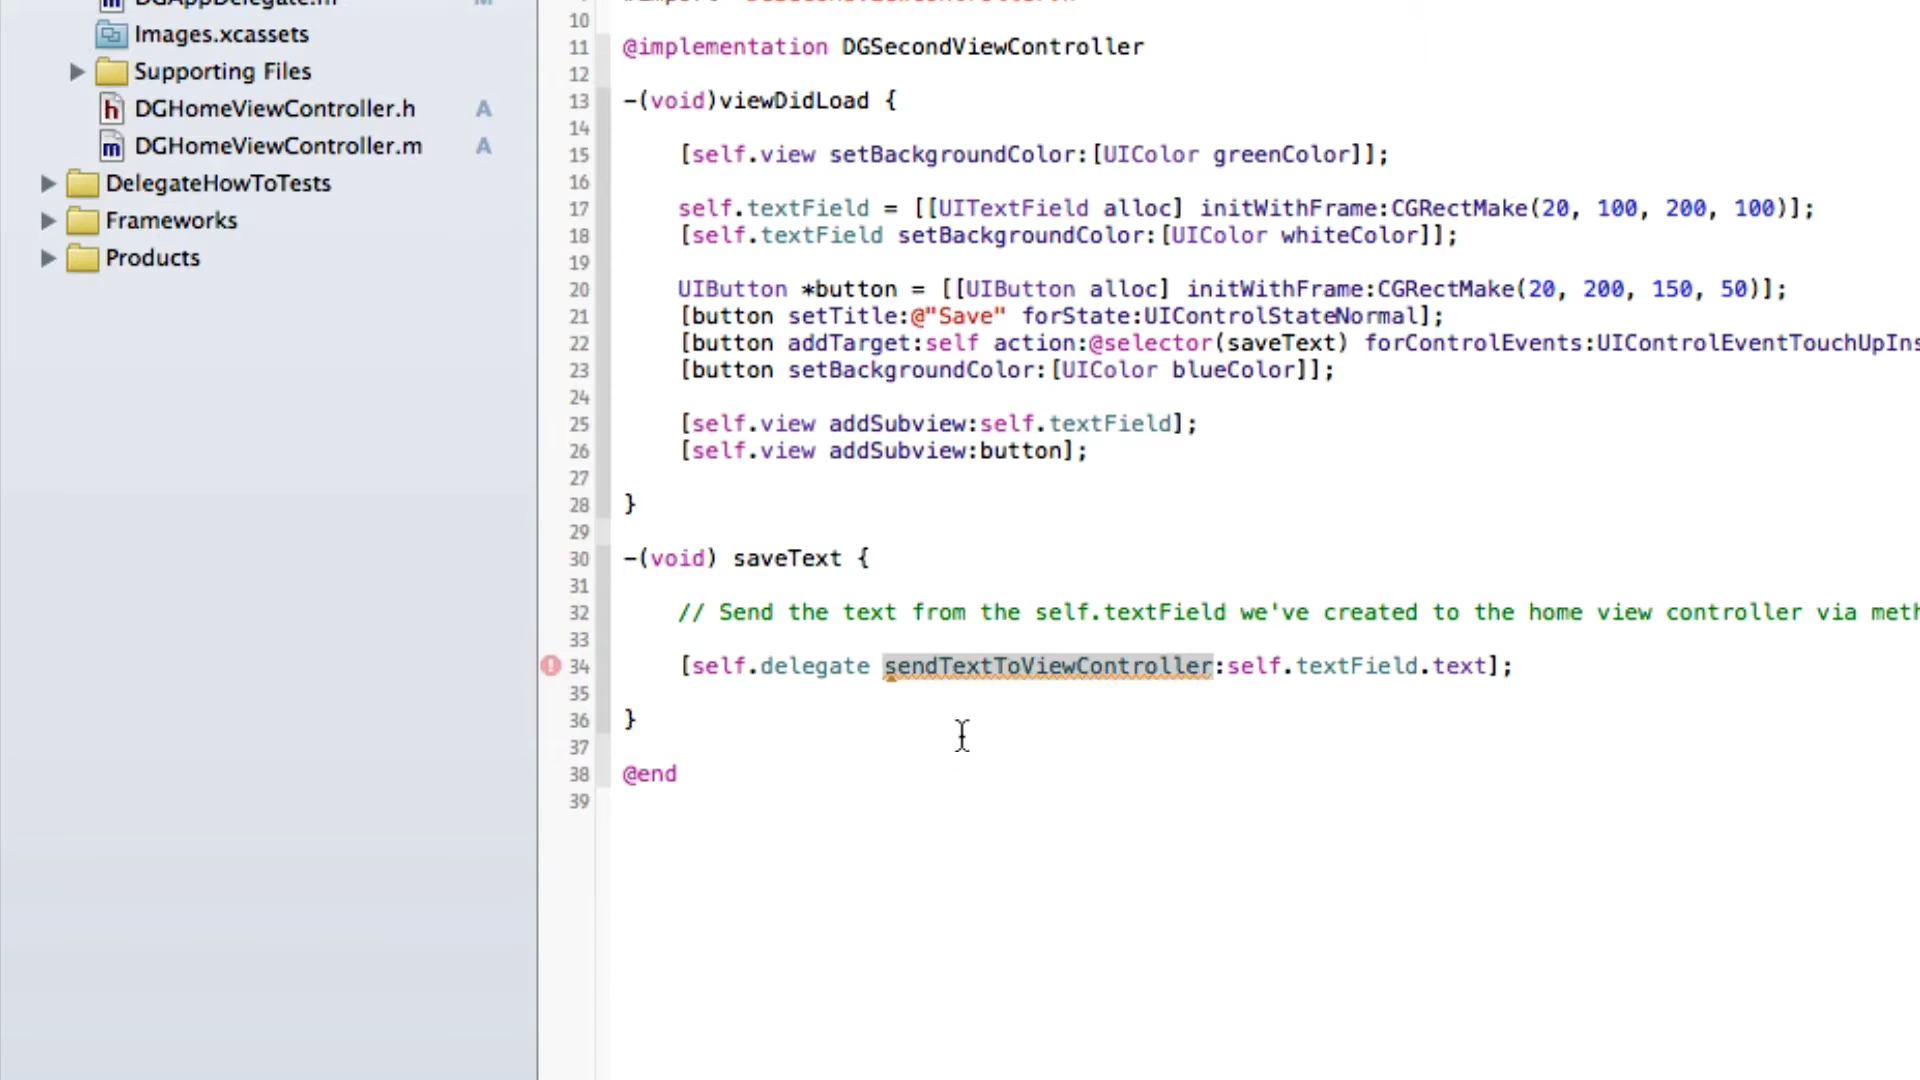 Images.xcassets
Supporting Files
DGHomeViewController.h A
DGHomeViewController.m A
DelegateHowToTests
Frameworks
Products
10
11 @implementation DGSecondViewController
12
13 -(void)viewDidLoad {
14
15 [self.view setBackgroundColor:[UIColor greenColor]];
16
17 self.textField = [[UITextField alloc] initWithFrame:CGRectMake(20, 100, 200, 100)];
18 [self.textField setBackgroundColor:[UIColor whiteColor]];
19
20 UIButton *button = [[UIButton alloc] initWithFrame:CGRectMake(20, 200, 150, 50)];
21 [button setTitle:@"Save" forState:UIControlStateNormal];
22 [button addTarget:self action:@selector(saveText) forControlEvents:UIControlEventTouchUpIns
23 [button setBackgroundColor:[UIColor blueColor]];
24
25 [self.view addSubview:self.textField];
26 [self.view addSubview:button];
27
28 }
29
30 -(void) saveText {
31
32 // Send the text from the self.textField we've created to the home view controller via meth
33
34 [self.delegate sendTextToViewController:self.textField.text];
35
36 }
37
38 @end
39